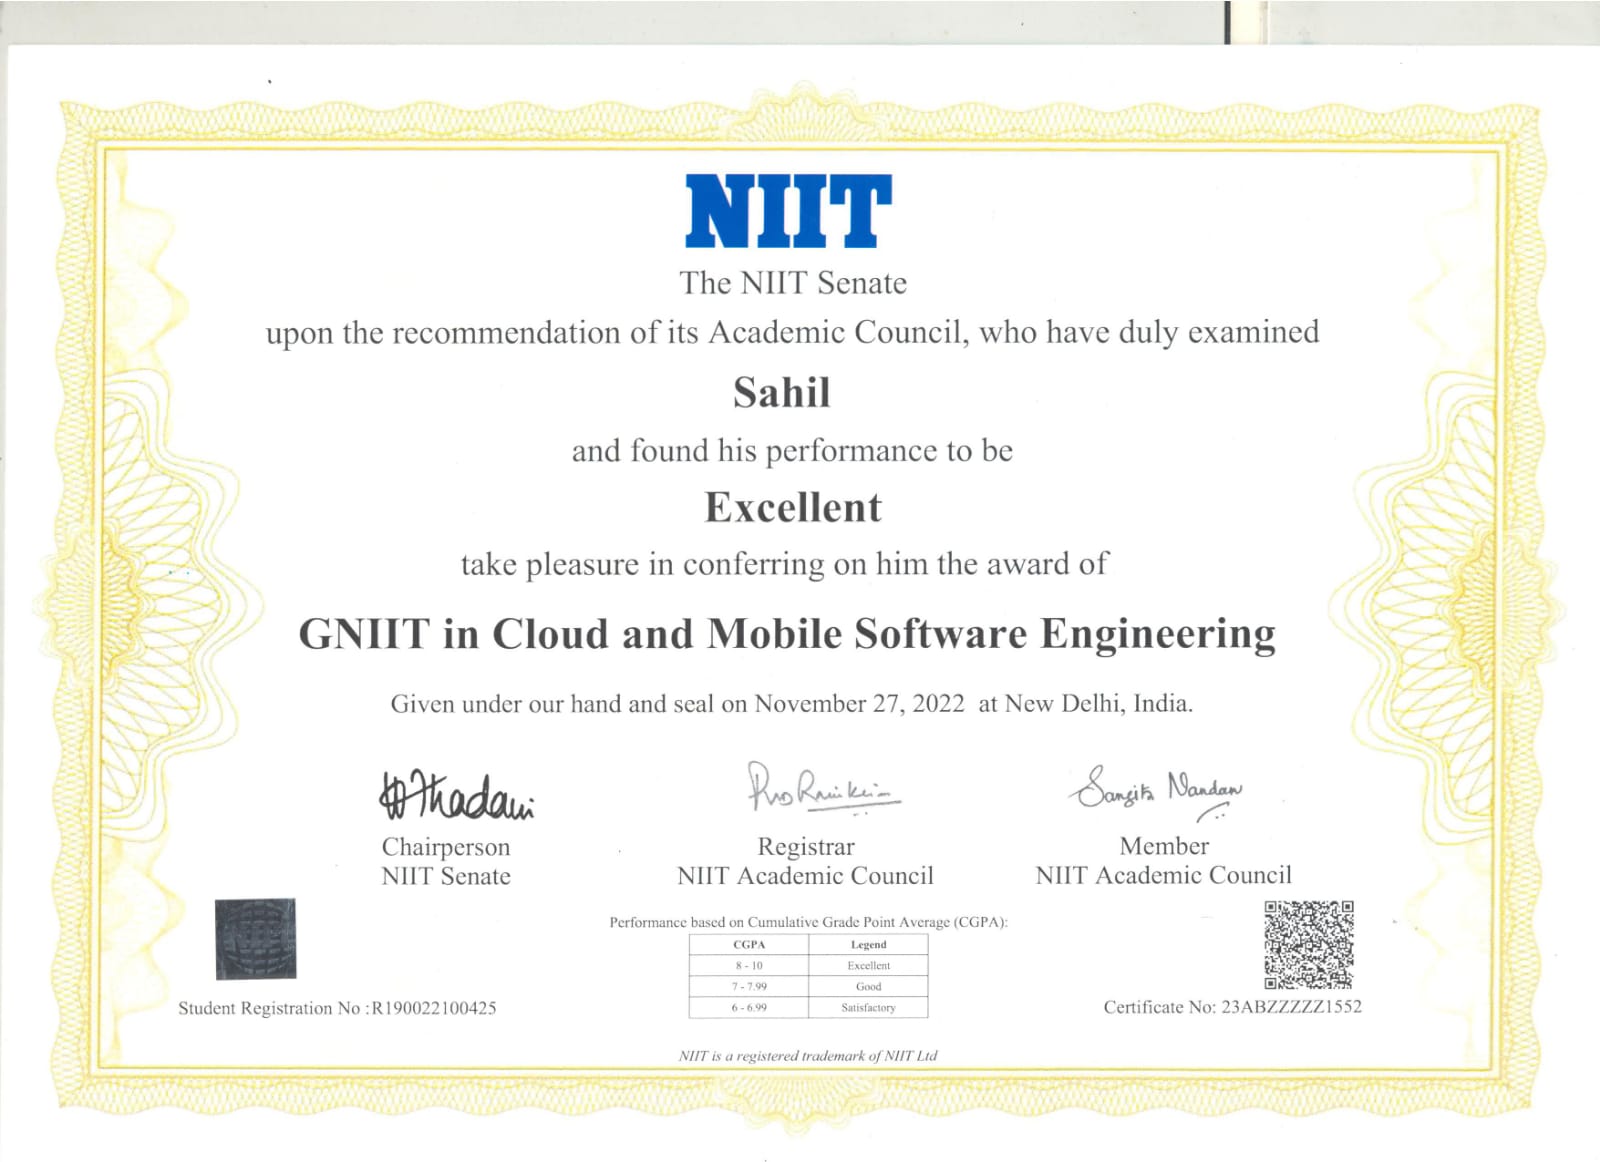 NIIT
The NIIT Senate
upon the recommendation of its Academic Council, who have duly examined
Sahil
and found his performance to be
Excellent
take pleasure in conferring on him the award of
GNIIT in Cloud and Mobile Software Engineering
Given under our hand and seal on November 27, 2022 at New Delhi, India.
Thadani
Sangita Nandan
Chairperson
NIIT Senate
Registrar
NIIT Academic Council
Member
NIIT Academic Council
Performance based on Cumulative Grade Point Average (CGPA):
CGPA Legend
8 - 10 Excellent
7 - 7.99 Good
6 - 6.99 Satisfactory
Student Registration No :R190022100425
Certificate No: 23ABZZZZZ1552
NIIT is a registered trademark of NIIT Ltd